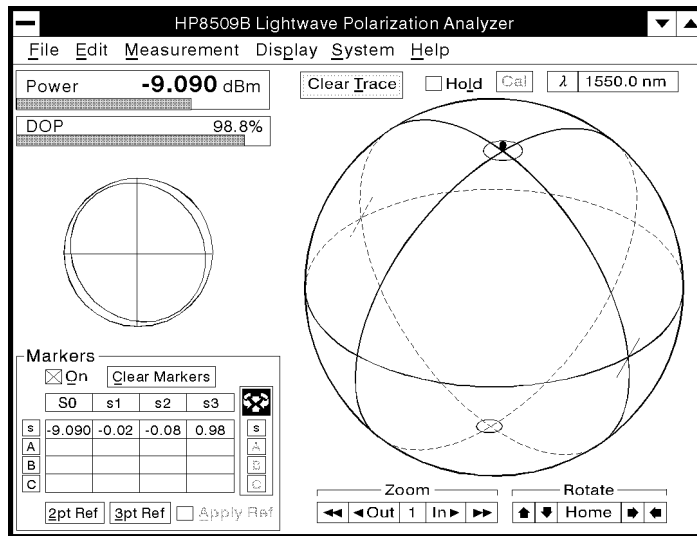 HP8509B Lightwave Polarization Analyzer
File Edit Measurement Display System Help
Power -9.090 dBm
Clear Trace Hold Cal λ 1550.0 nm
DOP 98.8%
Markers
On Clear Markers
S0 s1 s2 s3
s -9.090 -0.02 -0.08 0.98 s
A A
B B
C C
2pt Ref 3pt Ref Apply Ref
Zoom
Out 1 In
Rotate
Home